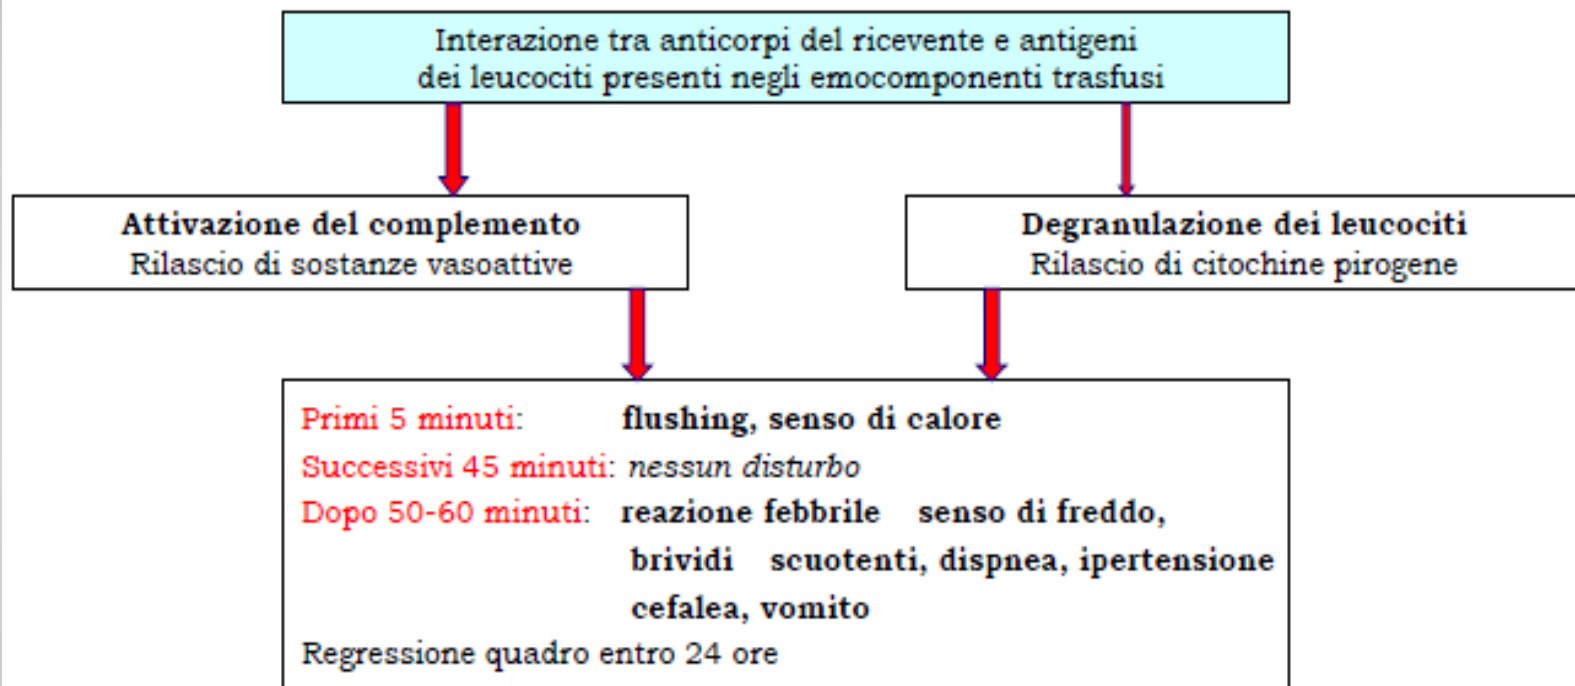 Interazione tra anticorpi del ricevente e antigeni
dei leucociti presenti negli emocomponenti trasfusi
Attivazione del complemento
Rilascio di sostanze vasoattive
Degranulazione dei leucociti
Rilascio di citochine pirogene
Primi 5 minuti: flushing, senso di calore
Successivi 45 minuti: nessun disturbo
Dopo 50-60 minuti: reazione febbrile senso di freddo,
brividi scuotenti, dispnea, ipertensione
cefalea, vomito
Regressione quadro entro 24 ore